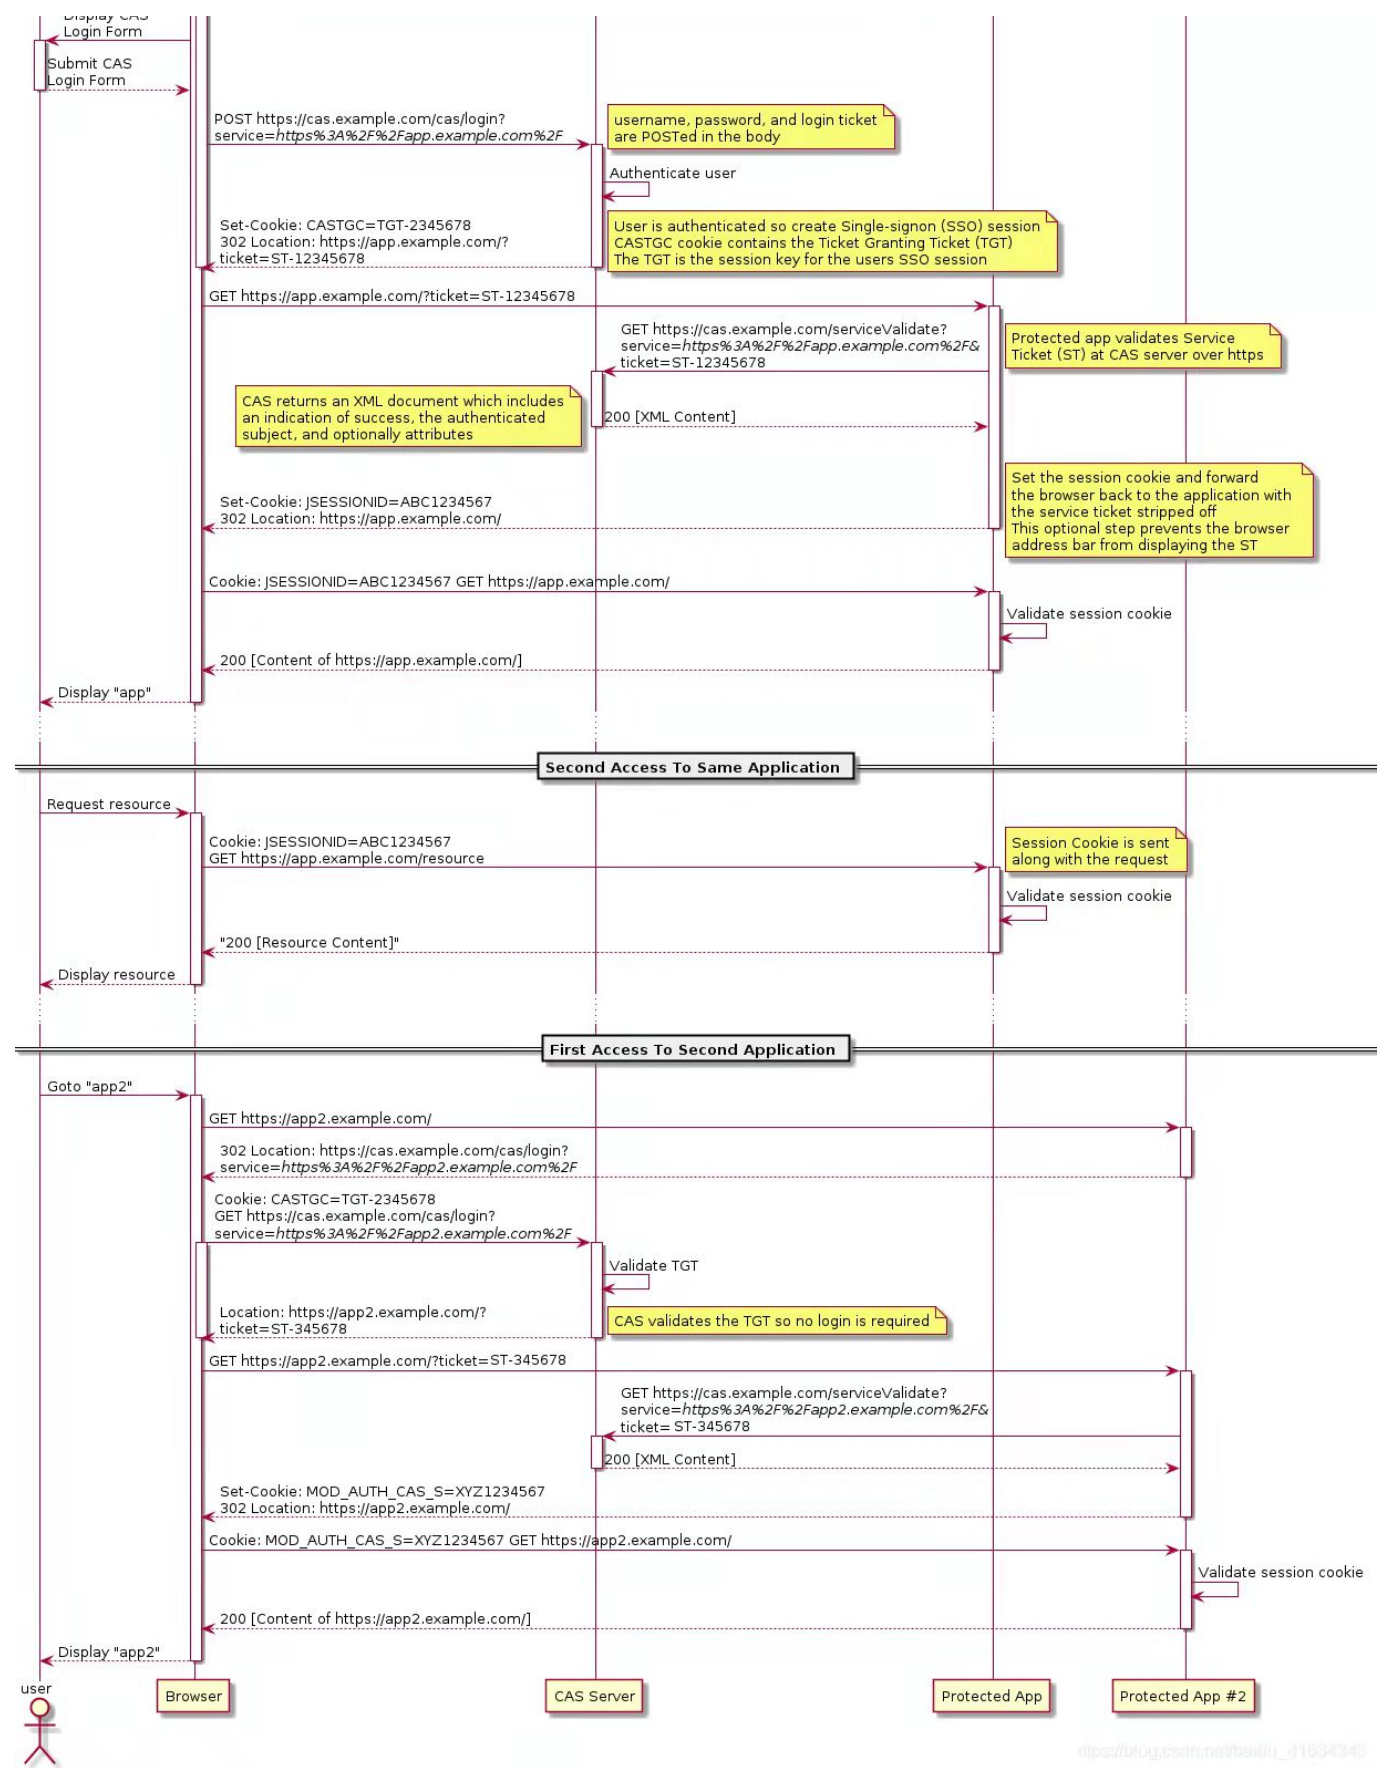 Display CAS
Login Form
Submit CAS
Login Form
POST https://cas.example.com/cas/login?
service=https%3A%2F%2Fapp.example.com%2F
username, password, and login ticket
are POSTed in the body
Authenticate user
Set-Cookie: CASTGC=TGT-2345678
302 Location: https://app.example.com/?
ticket=ST-12345678
User is authenticated so create Single-signon (SSO) session
CASTGC cookie contains the Ticket Granting Ticket (TGT)
The TGT is the session key for the users SSO session
GET https://app.example.com/?ticket=ST-12345678
GET https://cas.example.com/serviceValidate?
service=https%3A%2F%2Fapp.example.com%2F&
ticket=ST-12345678
Protected app validates Service
Ticket (ST) at CAS server over https
CAS returns an XML document which includes
an indication of success, the authenticated
subject, and optionally attributes
200 [XML Content]
Set the session cookie and forward
the browser back to the application with
the service ticket stripped off
This optional step prevents the browser
address bar from displaying the ST
Set-Cookie: JSESSIONID=ABC1234567
302 Location: https://app.example.com/
Cookie: JSESSIONID=ABC1234567 GET https://app.example.com/
Validate session cookie
200 [Content of https://app.example.com/]
Display "app"
Second Access To Same Application
Request resource
Cookie: JSESSIONID=ABC1234567
GET https://app.example.com/resource
Session Cookie is sent
along with the request
Validate session cookie
"200 [Resource Content]"
Display resource
First Access To Second Application
Goto "app2"
GET https://app2.example.com/
302 Location: https://cas.example.com/cas/login?
service=https%3A%2F%2Fapp2.example.com%2F
Cookie: CASTGC=TGT-2345678
GET https://cas.example.com/cas/login?
service=https%3A%2F%2Fapp2.example.com%2F
Validate TGT
Location: https://app2.example.com/?
ticket=ST-345678
CAS validates the TGT so no login is required
GET https://app2.example.com/?ticket=ST-345678
GET https://cas.example.com/serviceValidate?
service=https%3A%2F%2Fapp2.example.com%2F&
ticket= ST-345678
200 [XML Content]
Set-Cookie: MOD_AUTH_CAS_S=XYZ1234567
302 Location: https://app2.example.com/
Cookie: MOD_AUTH_CAS_S=XYZ1234567 GET https://app2.example.com/
Validate session cookie
200 [Content of https://app2.example.com/]
Display "app2"
user
Browser
CAS Server
Protected App
Protected App #2
https://blog.csdn.net/baidu_41634343